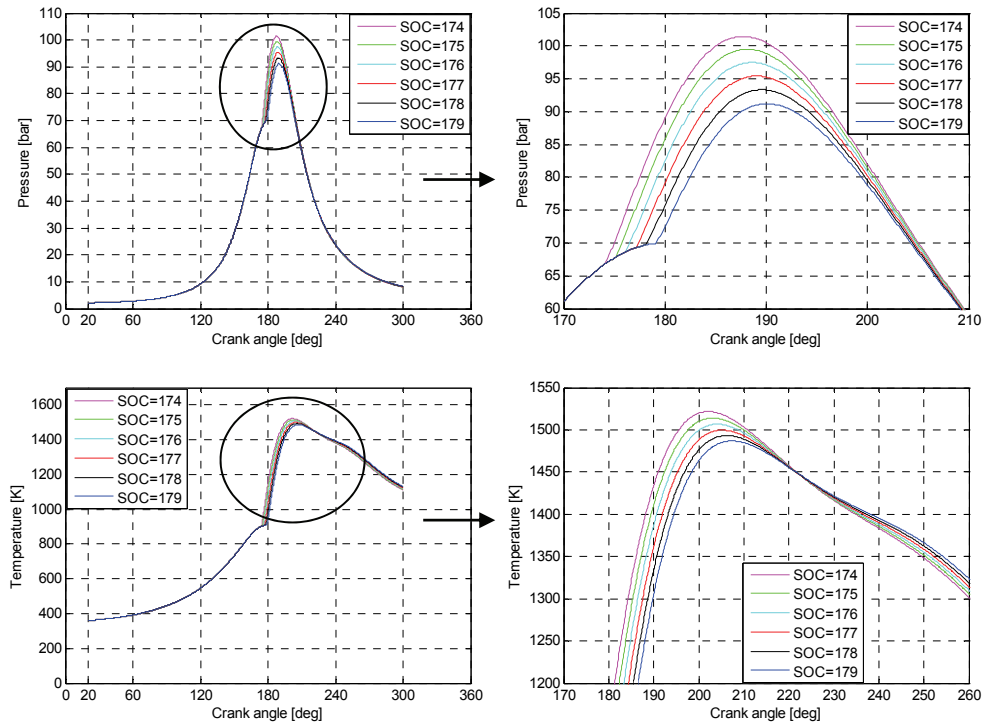 110
100
90
80
70
60
50
40
30
20
10
0
Pressure [bar]
0 20 60 120 180 240 300 360
Crank angle [deg]
SOC=174
SOC=175
SOC=176
SOC=177
SOC=178
SOC=179
105
100
95
90
85
80
75
70
65
60
Pressure [bar]
170 180 190 200 210
Crank angle [deg]
SOC=174
SOC=175
SOC=176
SOC=177
SOC=178
SOC=179
1600
1400
1200
1000
800
600
400
200
0
Temperature [K]
0 20 60 120 180 240 300 360
Crank angle [deg]
SOC=174
SOC=175
SOC=176
SOC=177
SOC=178
SOC=179
1550
1500
1450
1400
1350
1300
1250
1200
Temperature [K]
170 180 190 200 210 220 230 240 250 260
Crank angle [deg]
SOC=174
SOC=175
SOC=176
SOC=177
SOC=178
SOC=179